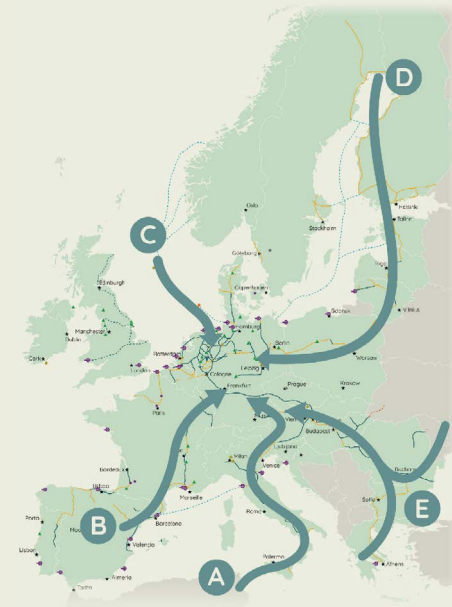 D
Oslo
Helsinki
Tallinn
Stockholm
C
Göteborg
Riga
Edinburgh
Copenhagen
Dublin
Manchester
Gdansk
Vilnius
Hamburg
Cork
London
Rotterdam
Berlin
Warsaw
Leipzig
Cologne
Frankfurt
Prague
Krakow
Paris
Budapest
Ljubljana
Milan
Venice
Bordeaux
Bilbao
Marseille
Sofia
E
Porto
B
Barcelona
Rome
Lisbon
Valencia
Palermo
Athens
A
Almeria